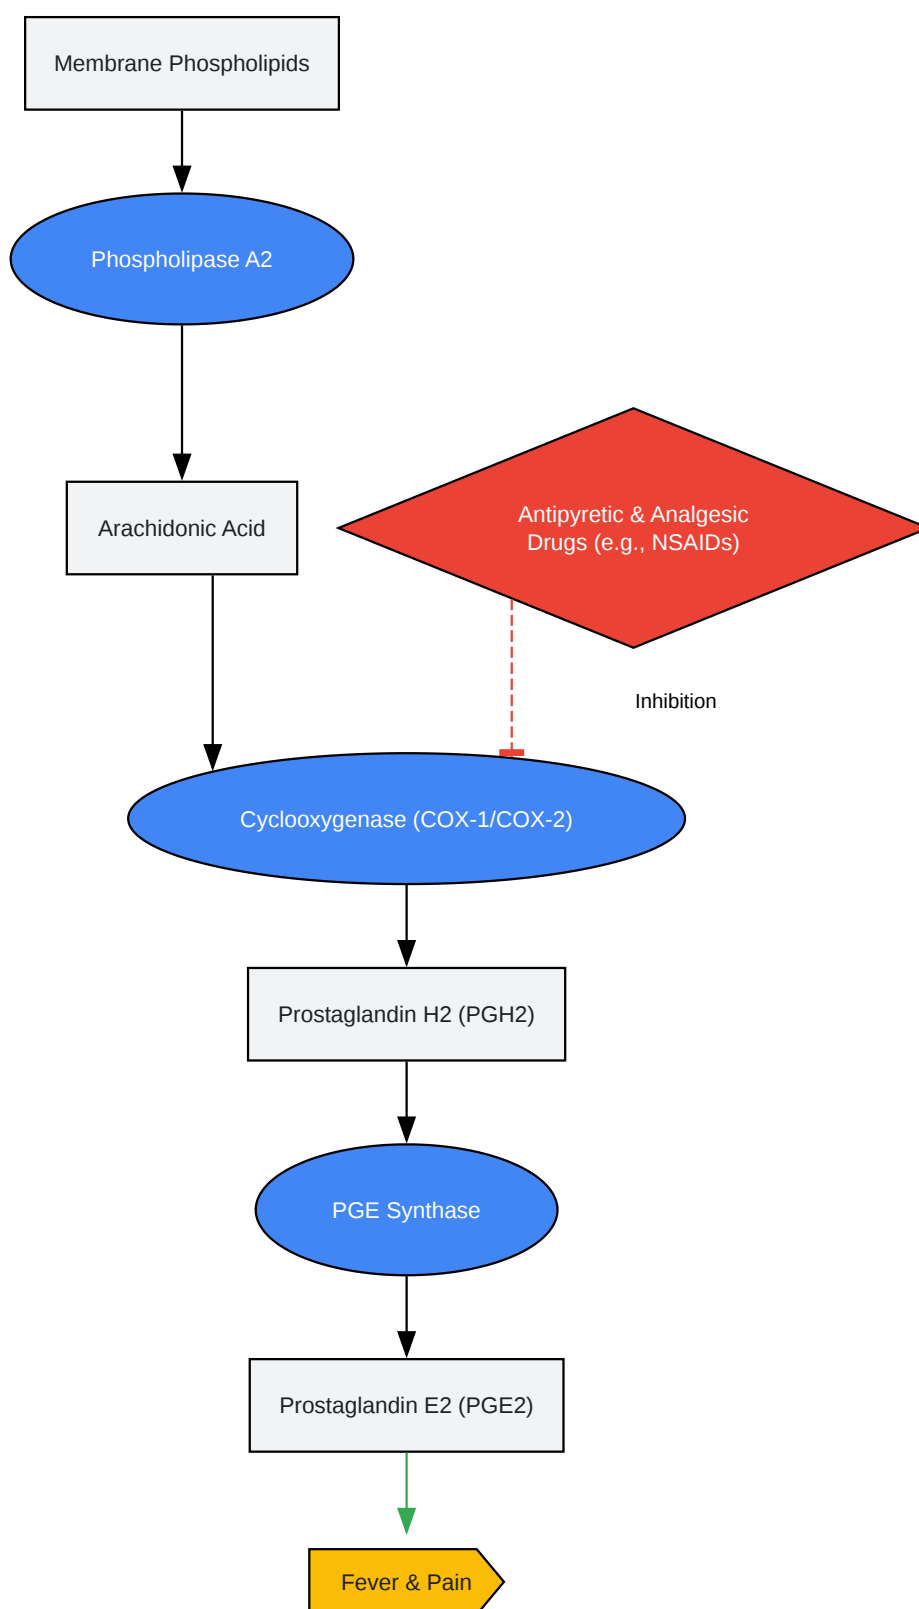 Membrane Phospholipids
Phospholipase A2
Arachidonic Acid
Antipyretic & Analgesic
Drugs (e.g., NSAIDs)
Inhibition
Cyclooxygenase (COX-1/COX-2)
Prostaglandin H2 (PGH2)
PGE Synthase
Prostaglandin E2 (PGE2)
Fever & Pain